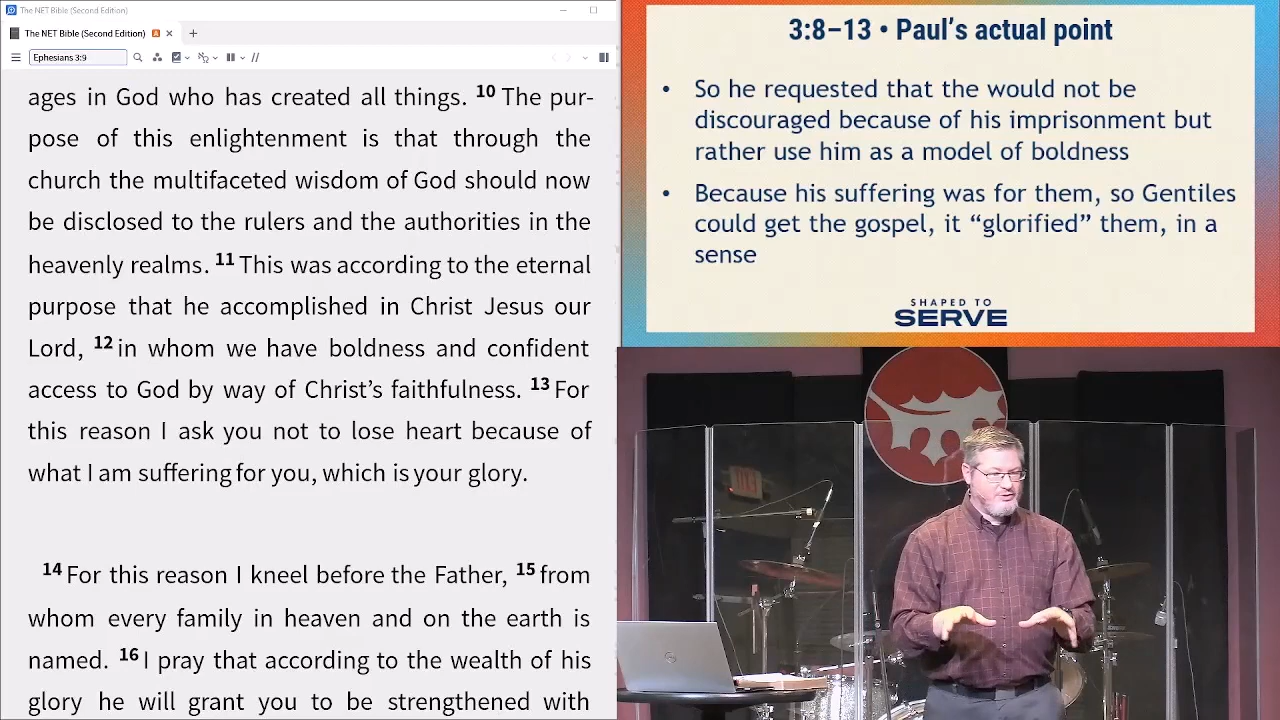 The NET Bible (Second Edition)
The NET Bible (Second Edition)
Ephesians 3:9
ages in God who has created all things. 10 The pur-
pose of this enlightenment is that through the
church the multifaceted wisdom of God should now
be disclosed to the rulers and the authorities in the
heavenly realms. 11 This was according to the eternal
purpose that he accomplished in Christ Jesus our
Lord, 12 in whom we have boldness and confident
access to God by way of Christ’s faithfulness. 13 For
this reason I ask you not to lose heart because of
what I am suffering for you, which is your glory.
14 For this reason I kneel before the Father, 15 from
whom every family in heaven and on the earth is
named. 16 I pray that according to the wealth of his
glory he will grant you to be strengthened with
3:8–13 • Paul’s actual point
• So he requested that the would not be
discouraged because of his imprisonment but
rather use him as a model of boldness
• Because his suffering was for them, so Gentiles
could get the gospel, it “glorified” them, in a
sense
SHAPED TO
SERVE